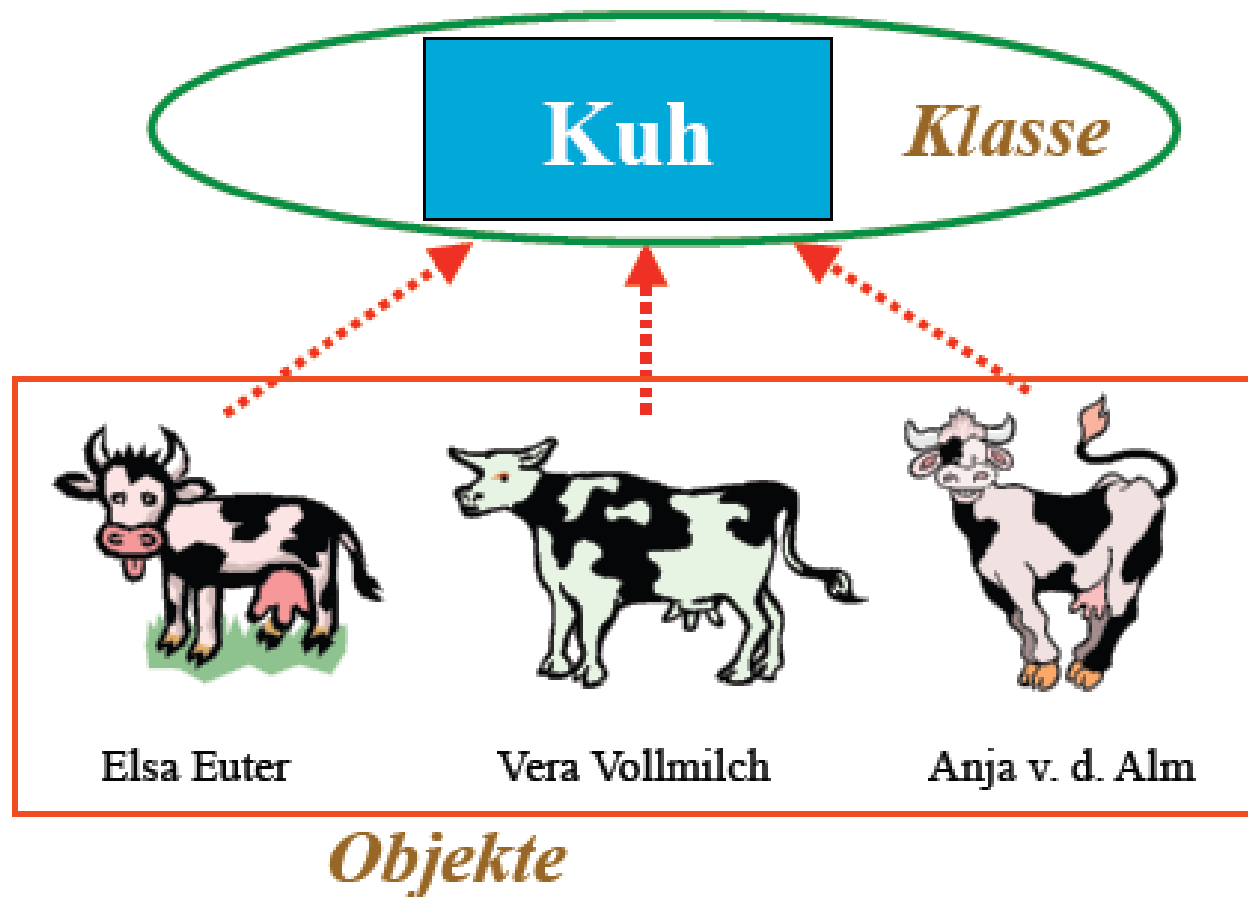 Kuh
Klasse
Elsa Euter
Vera Vollmilch
Anja v. d. Alm
Objekte